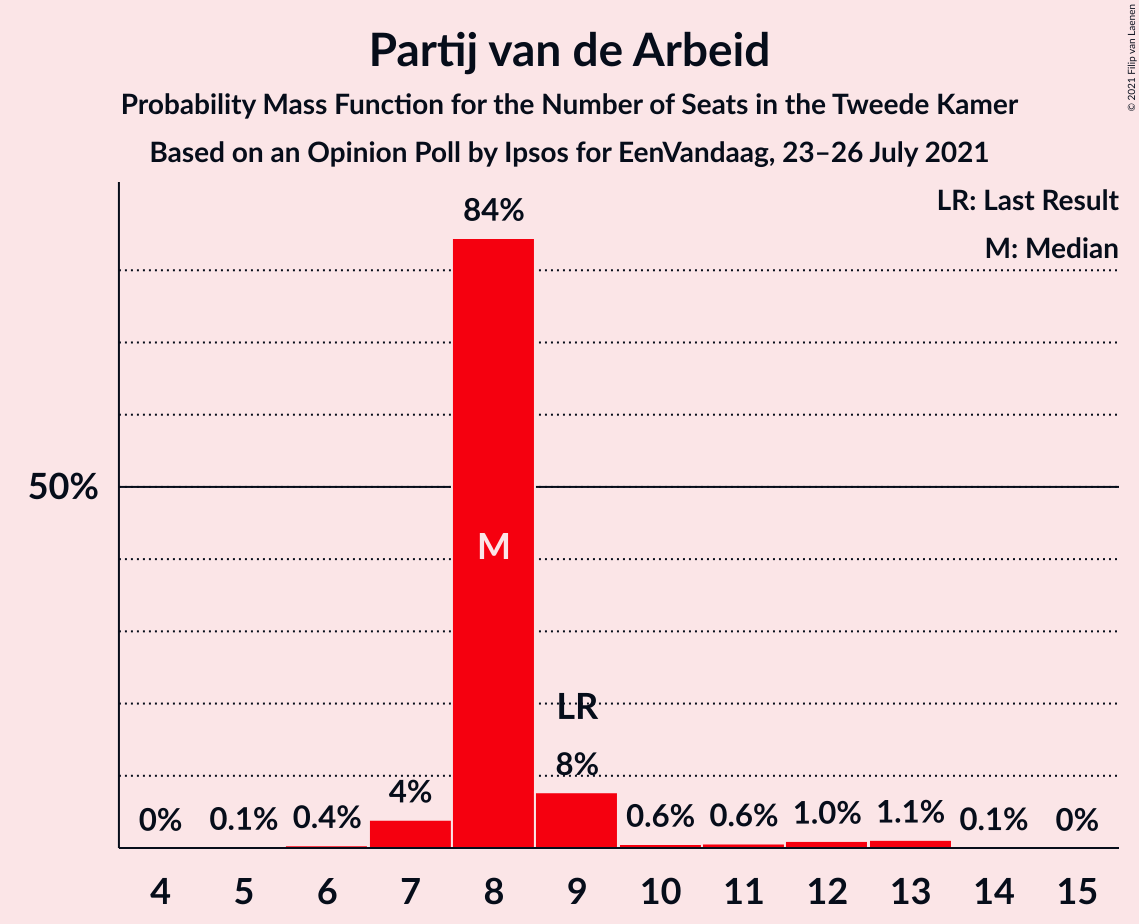 Partij van de Arbeid
Probability Mass Function for the Number of Seats in the Tweede Kamer
Based on an Opinion Poll by Ipsos for EenVandaag, 23–26 July 2021
© 2021 Filip van Laenen
LR: Last Result
M: Median
84%
50%
M
LR
8%
4%
0% 0.1% 0.4% 0.6% 0.6% 1.0% 1.1% 0.1% 0%
4 5 6 7 8 9 10 11 12 13 14 15